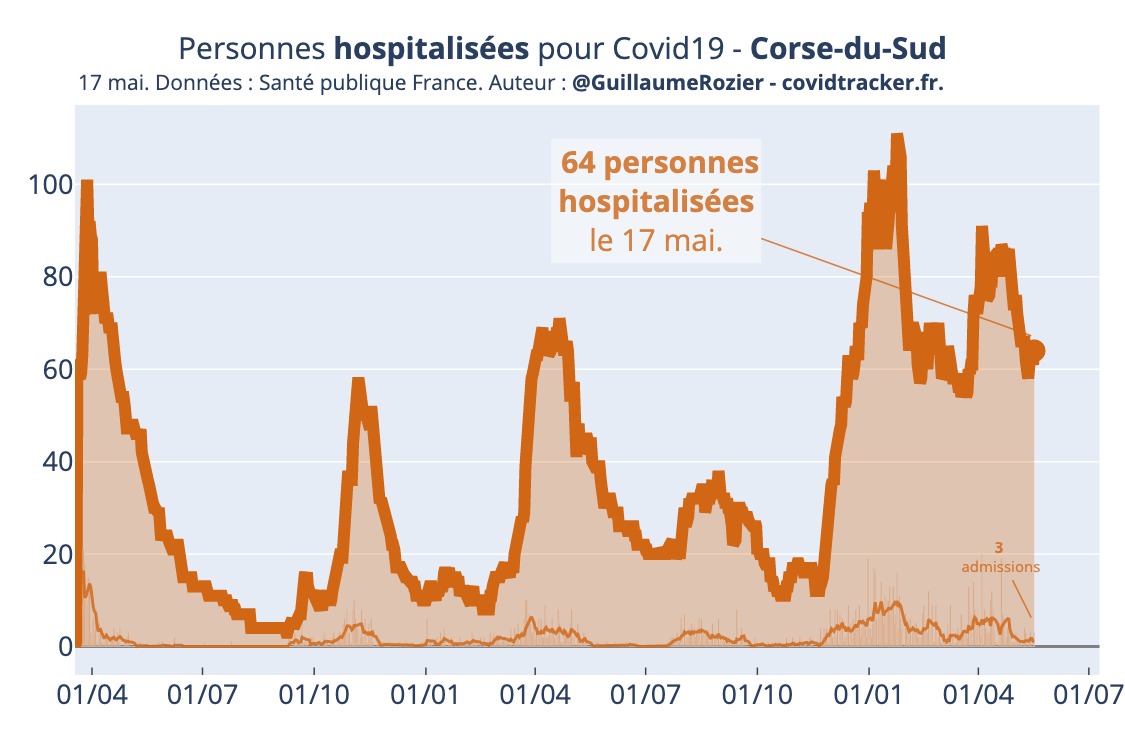 Personnes hospitalisées pour Covid19 - Corse-du-Sud
17 mai. Données : Santé publique France. Auteur : @GuillaumeRozier - covidtracker.fr.
64 personnes
hospitalisées
le 17 mai.
100
80
60
40
20
0
3
admissions
01/04 01/07 01/10 01/01 01/04 01/07 01/10 01/01 01/04 01/07